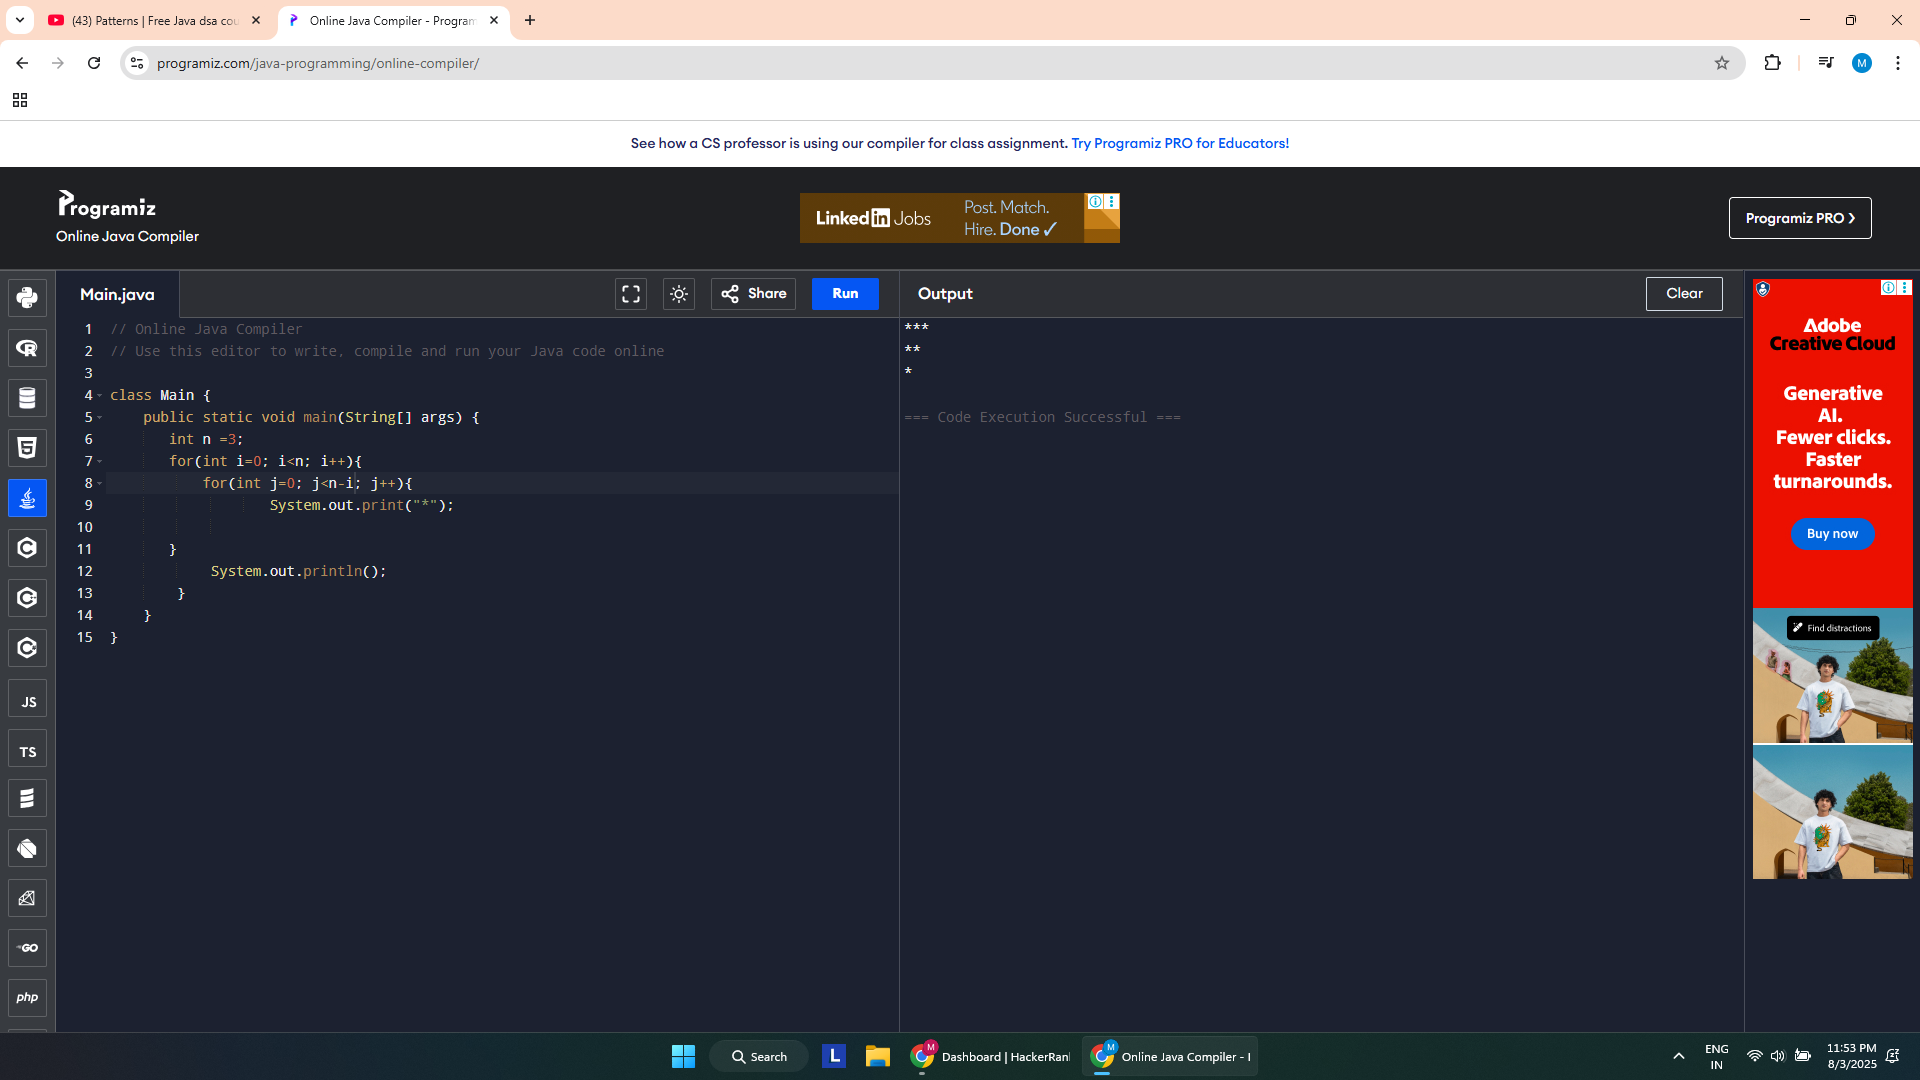 (43) Patterns | Free Java dsa cou
Online Java Compiler - Program
programiz.com/java-programming/online-compiler/
M
See how a CS professor is using our compiler for class assignment. Try Programiz PRO for Educators!
Programiz
Online Java Compiler
LinkedIn Jobs
Post. Match.
Hire. Done ✓
Programiz PRO ❯
Main.java
Share
Run
Output
Clear
1 // Online Java Compiler
2 // Use this editor to write, compile and run your Java code online
3
4 class Main {
5 public static void main(String[] args) {
6 int n =3;
7 for(int i=0; i<n; i++){
8 for(int j=0; j<n-i; j++){
9 System.out.print("*");
10
11 }
12 System.out.println();
13 }
14 }
15 }
***
**
*
=== Code Execution Successful ===
R
5
C
C
C
JS
TS
GO
php
Adobe
Creative Cloud
Generative
AI.
Fewer clicks.
Faster
turnarounds.
Buy now
Find distractions
Search
L
M
Dashboard | HackerRan
M
Online Java Compiler - I
ENG
IN
11:53 PM
8/3/2025